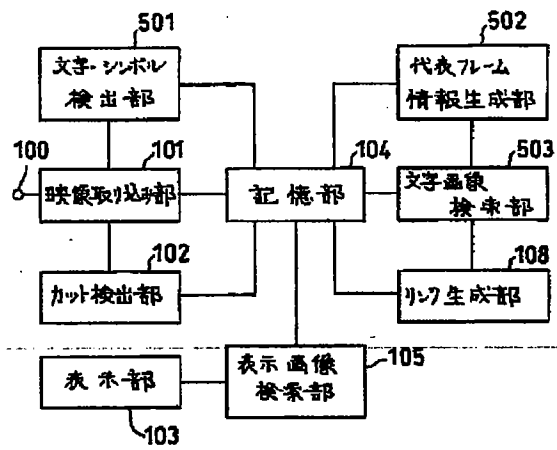 501
文字・シンボル
検出部
502
代表フレーム
情報生成部
100
101
映像取り込み部
104
記憶部
503
文字画像
検索部
102
カット検出部
108
リンク生成部
105
表示画像
検索部
表示部
103